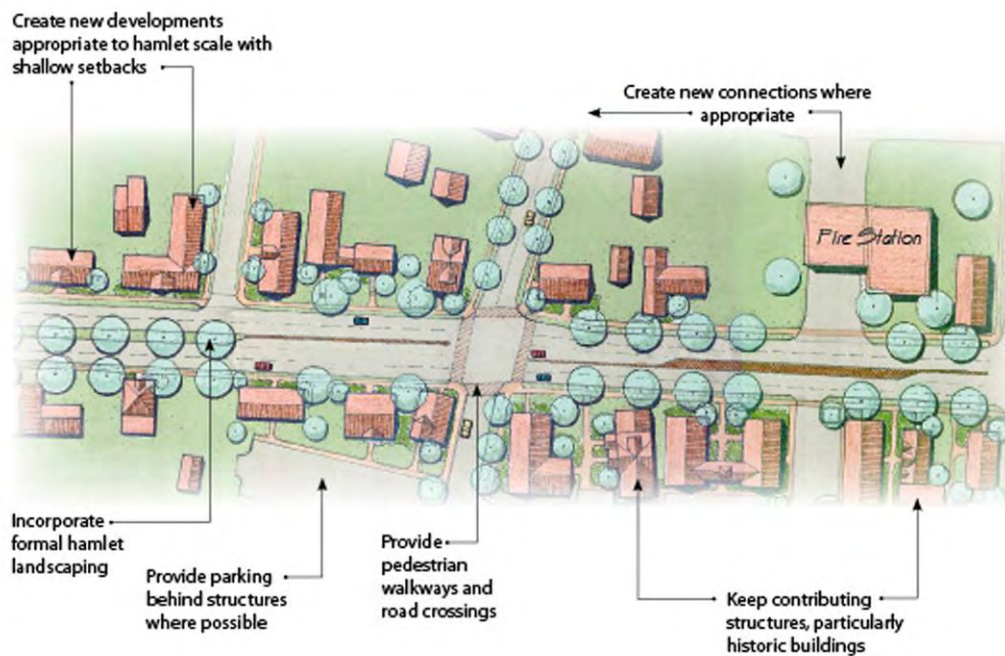 Create new developments
appropriate to hamlet scale with
shallow setbacks
Create new connections where
appropriate
Fire Station
Incorporate
formal hamlet
landscaping
Provide parking
behind structures
where possible
Provide
pedestrian
walkways and
road crossings
Keep contributing
structures, particularly
historic buildings